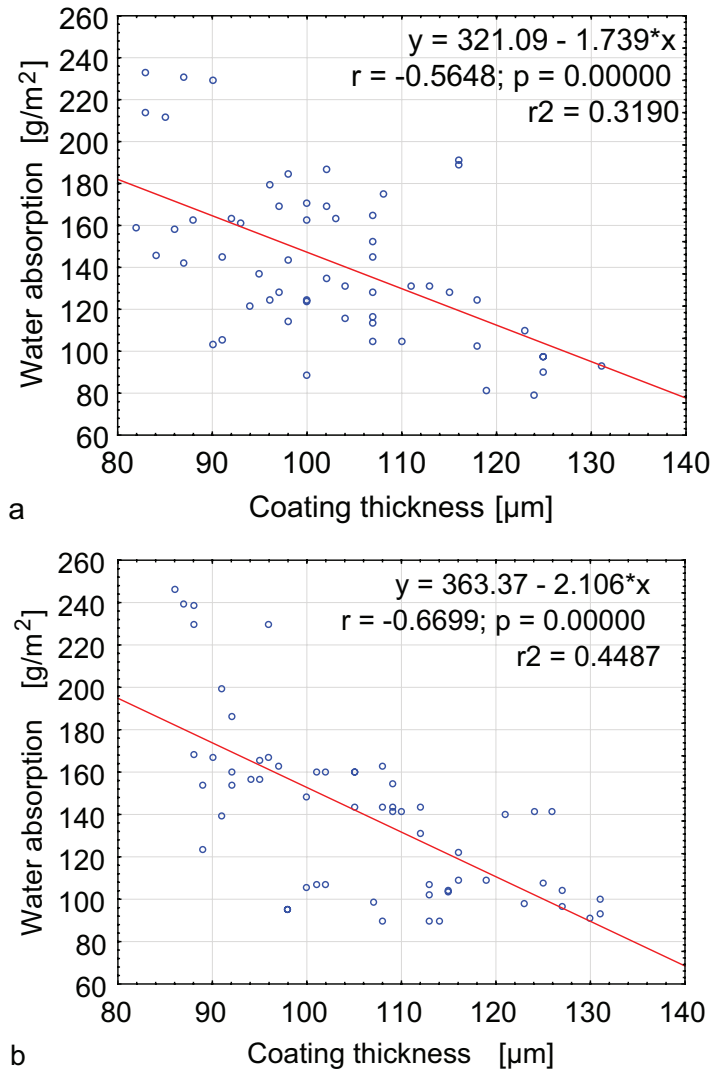 260
240
220
200
180
160
140
120
100
80
60
Water absorption [g/m2]
y = 321.09 - 1.739*x
r = -0.5648; p = 0.00000
r2 = 0.3190
80 90 100 110 120 130 140
Coating thickness [µm]
a
260
240
220
200
180
160
140
120
100
80
60
Water absorption [g/m2]
y = 363.37 - 2.106*x
r = -0.6699; p = 0.00000
r2 = 0.4487
80 90 100 110 120 130 140
Coating thickness [µm]
b